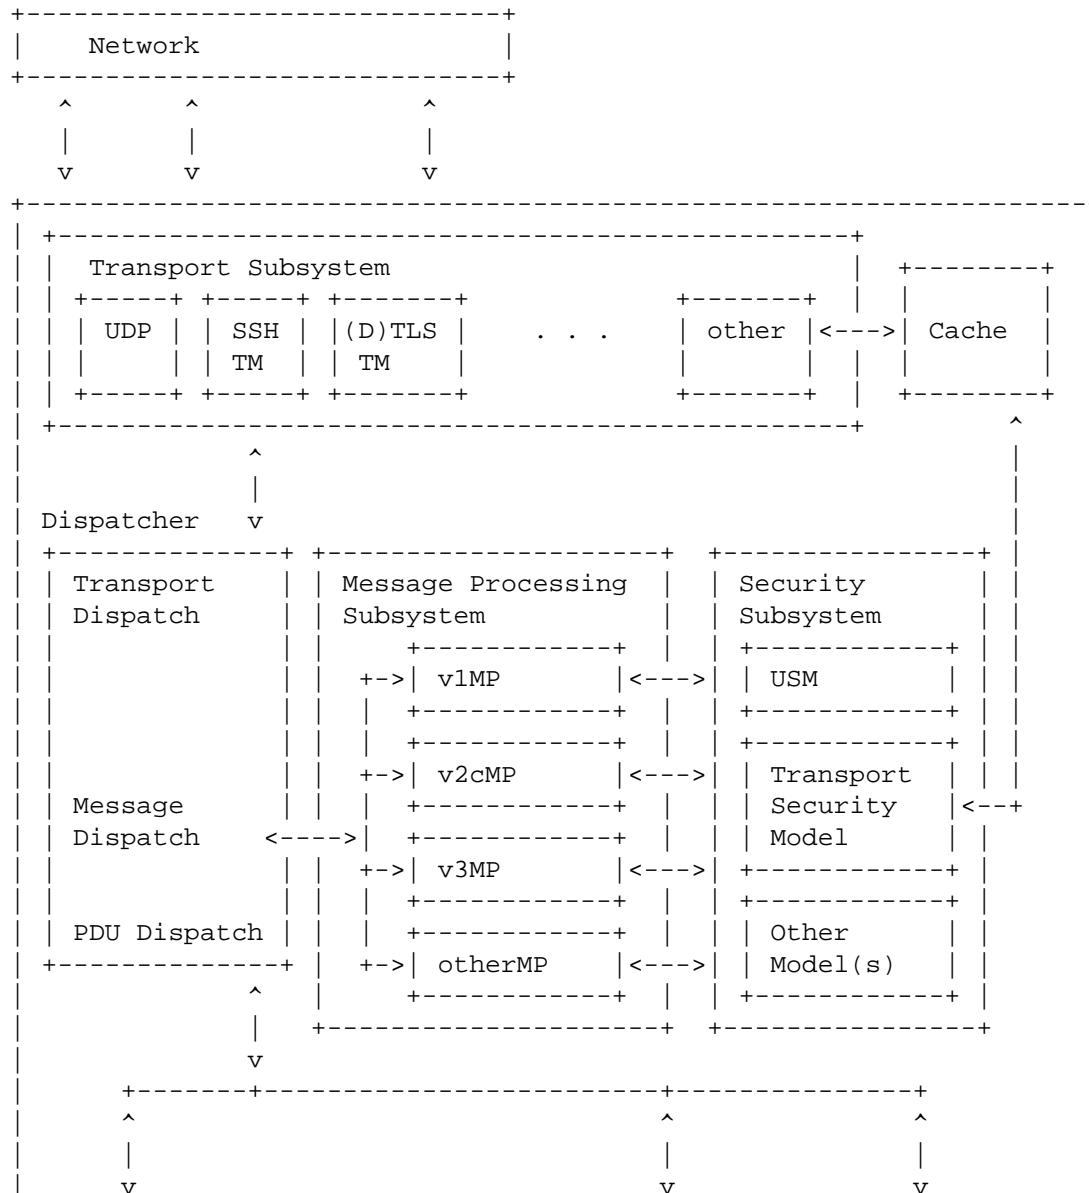 Network
Transport Subsystem
UDP SSH (D)TLS . . . other Cache
TM TM
Dispatcher
Transport Message Processing Security
Dispatch Subsystem Subsystem
v1MP USM
v2cMP Transport
Message Security
Dispatch Model
v3MP
PDU Dispatch Other
otherMP Model(s)